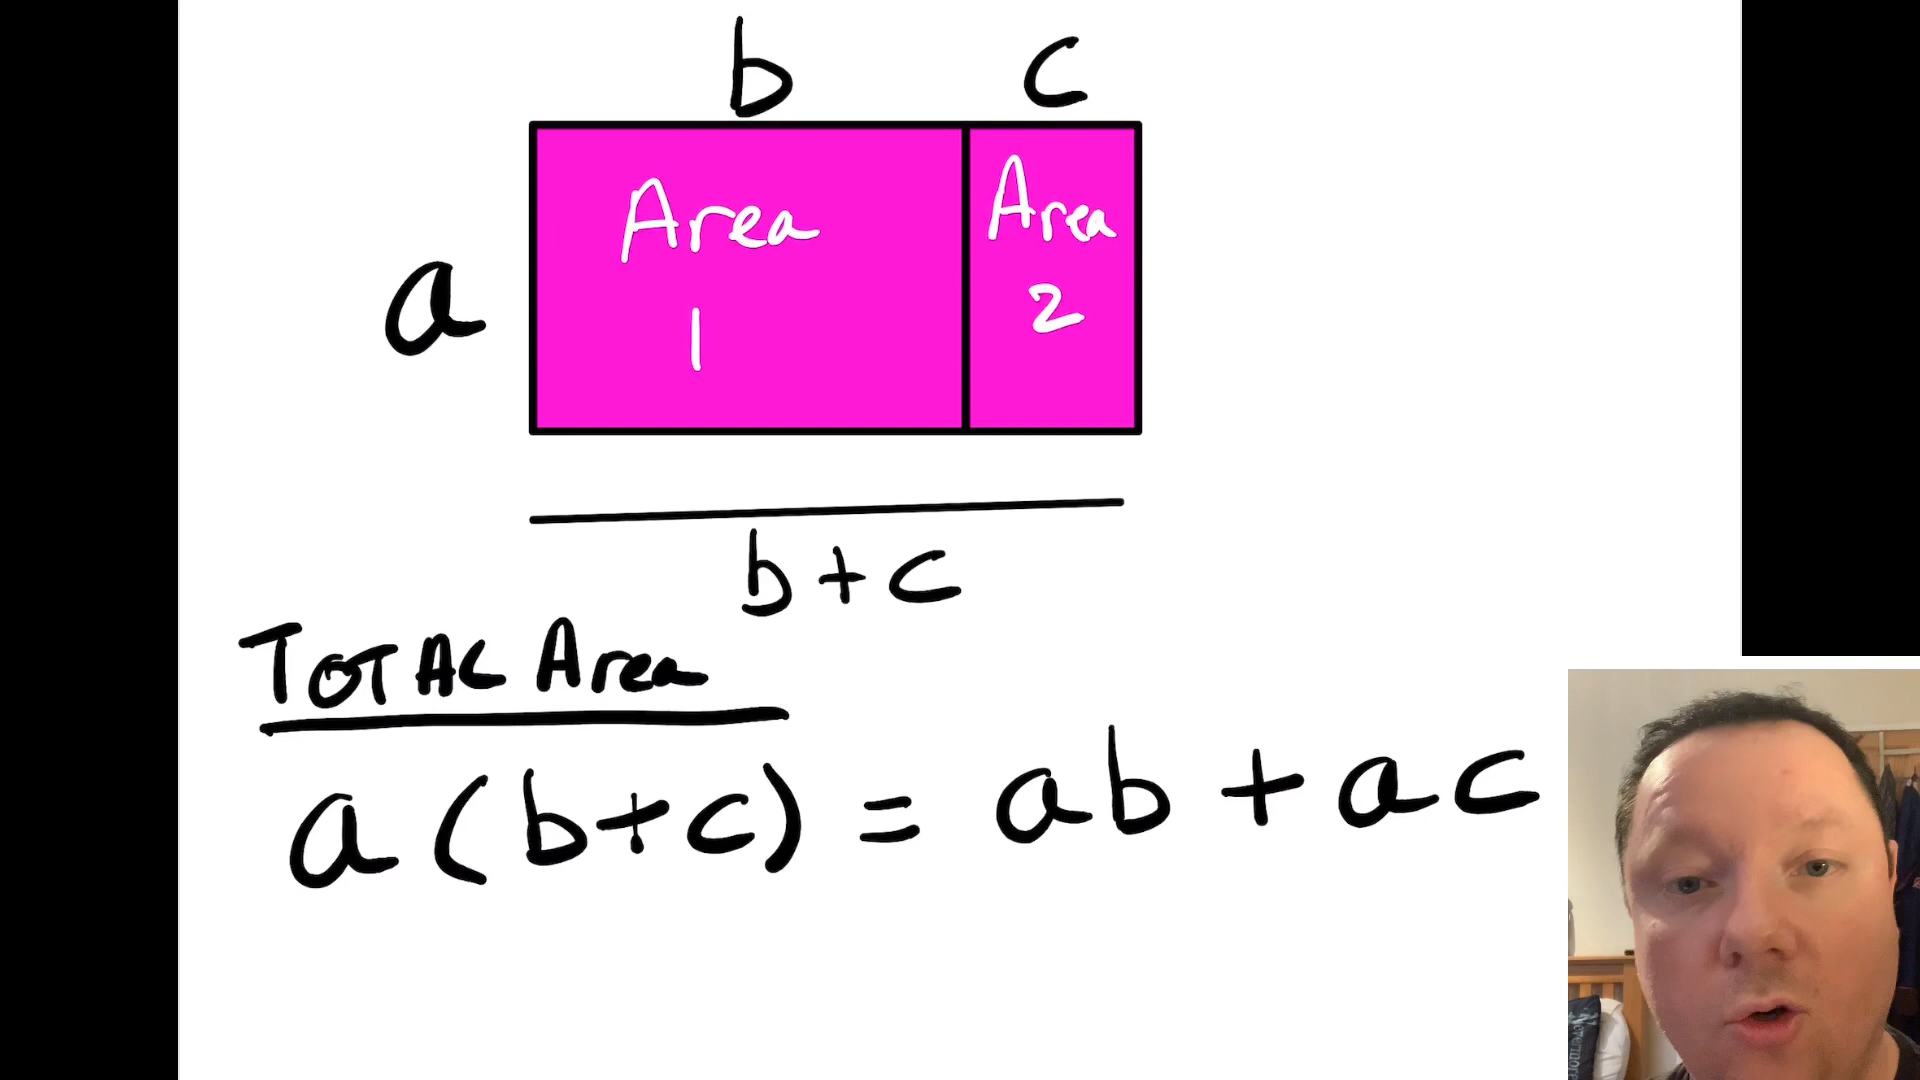 b c
Area Area
1 2
a
b+c
TOTAL Area
a(b+c) = ab+ac